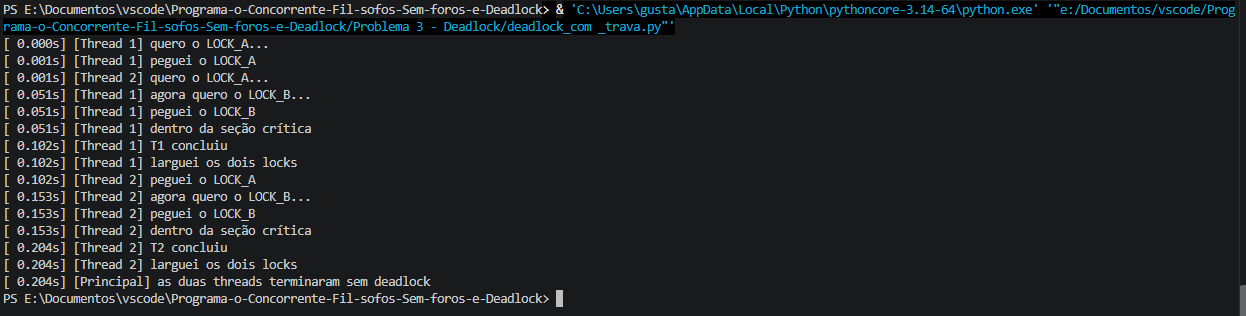 PS E:\Documentos\vscode\Programa-o-Concorrente-Fil-sofos-Sem-foros-e-Deadlock> & 'C:\Users\gusta\AppData\Local\Python\pythoncore-3.14-64\python.exe' '"e:/Documentos/vscode/Prog
rama-o-Concorrente-Fil-sofos-Sem-foros-e-Deadlock/Problema 3 - Deadlock/deadlock_com _trava.py"'
[ 0.000s] [Thread 1] quero o LOCK_A...
[ 0.001s] [Thread 1] peguei o LOCK_A
[ 0.001s] [Thread 2] quero o LOCK_A...
[ 0.051s] [Thread 1] agora quero o LOCK_B...
[ 0.051s] [Thread 1] peguei o LOCK_B
[ 0.051s] [Thread 1] dentro da seção crítica
[ 0.102s] [Thread 1] T1 concluiu
[ 0.102s] [Thread 1] larguei os dois locks
[ 0.102s] [Thread 2] peguei o LOCK_A
[ 0.153s] [Thread 2] agora quero o LOCK_B...
[ 0.153s] [Thread 2] peguei o LOCK_B
[ 0.153s] [Thread 2] dentro da seção crítica
[ 0.204s] [Thread 2] T2 concluiu
[ 0.204s] [Thread 2] larguei os dois locks
[ 0.204s] [Principal] as duas threads terminaram sem deadlock
PS E:\Documentos\vscode\Programa-o-Concorrente-Fil-sofos-Sem-foros-e-Deadlock>